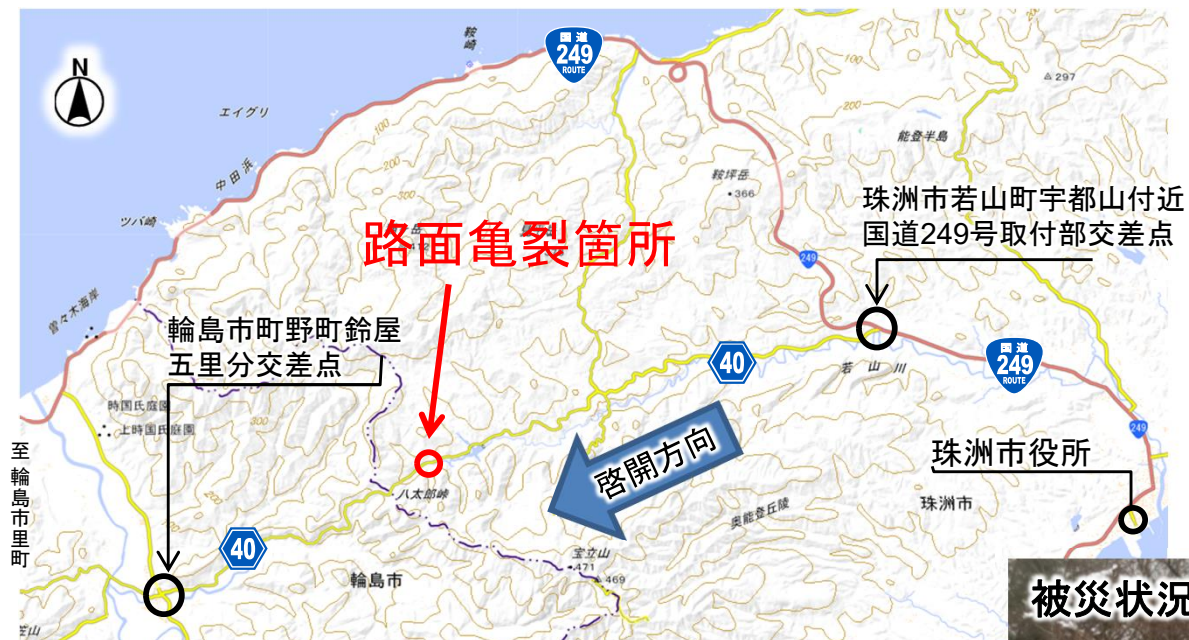 鞍崎
国道
249
ROUTE
N
エイグリ
100
297
200
能登半島
中田浜
100
200
300
鞍坪岳
366
珠洲市若山町宇都山付近
国道249号取付部交差点
ツバ崎
路面亀裂箇所
249
曽々木海岸
輪島市町野町鈴屋
五里分交差点
40
若山川
国道
249
ROUTE
時国氏庭園
上時国氏庭園
300
249
啓開方向
珠洲市役所
至輪島市里町
八太郎峠
200
奥能登丘陵
珠洲市
40
宝立山
471
469
輪島市
被災状況